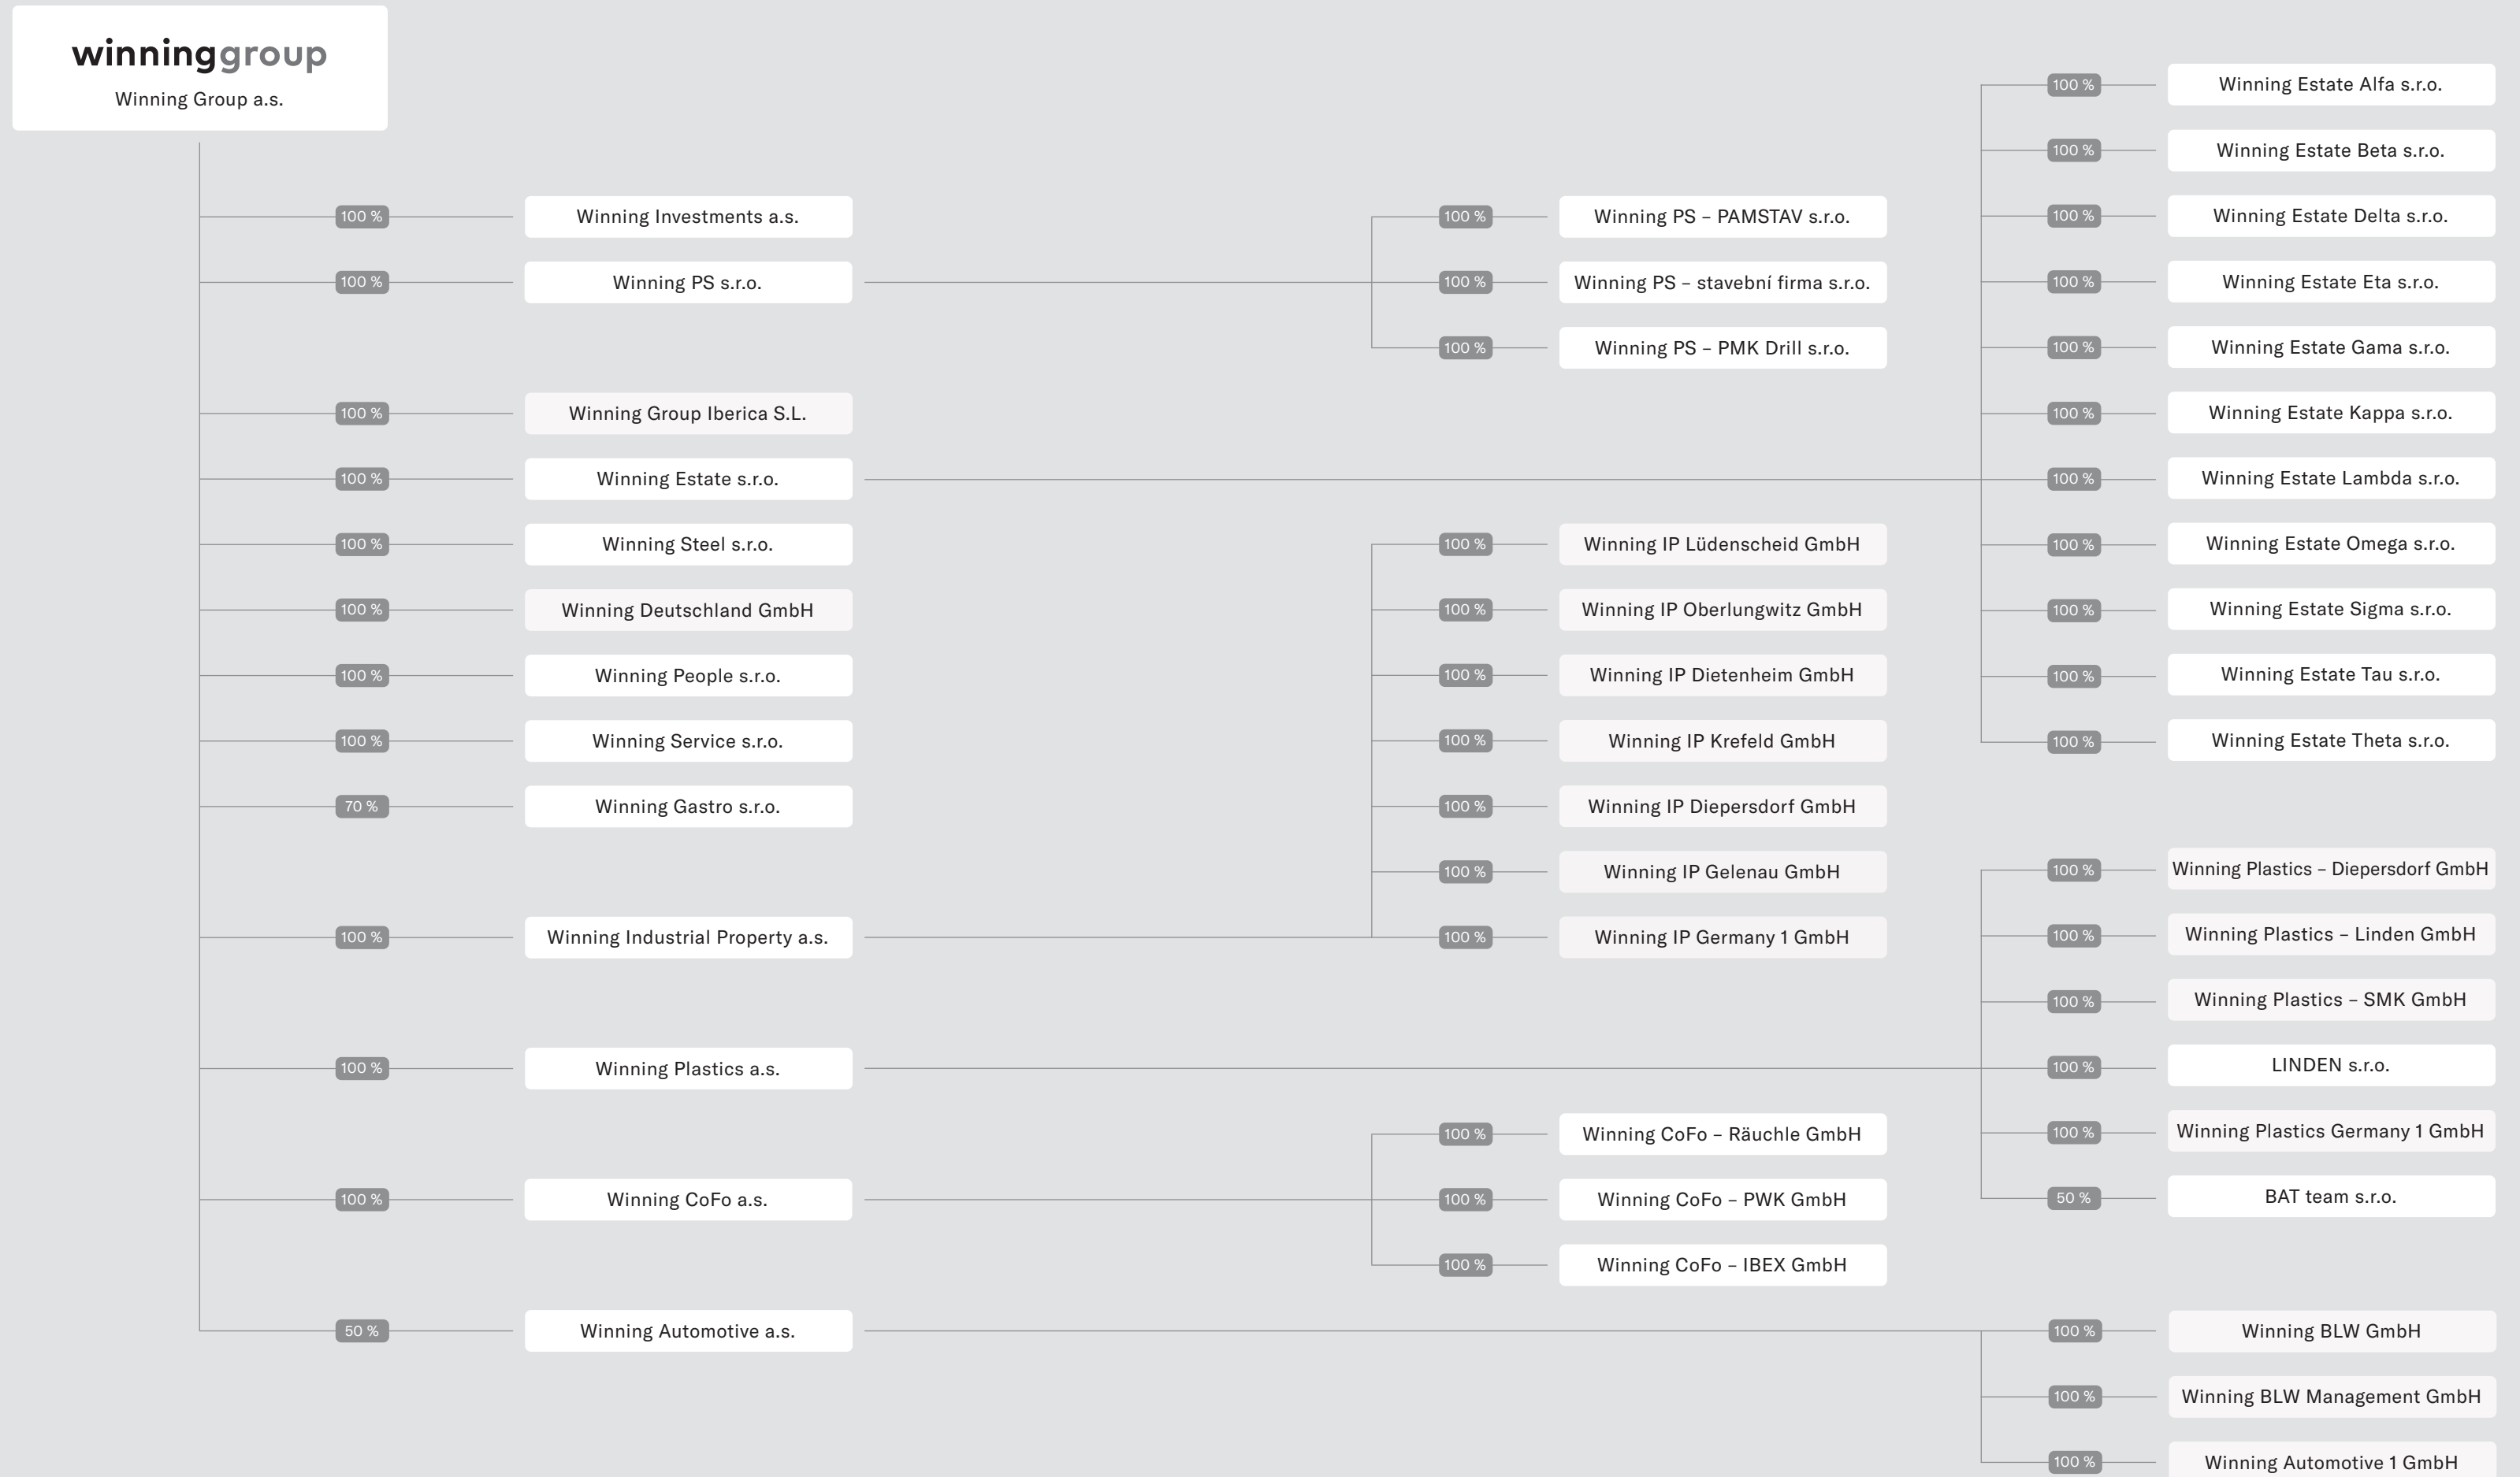 winninggroup
Winning Group a.s.
100 % Winning Investments a.s.
100 % Winning PS s.r.o.
100 % Winning Group Iberica S.L.
100 % Winning Estate s.r.o.
100 % Winning Steel s.r.o.
100 % Winning Deutschland GmbH
100 % Winning People s.r.o.
100 % Winning Service s.r.o.
70 % Winning Gastro s.r.o.
100 % Winning Industrial Property a.s.
100 % Winning Plastics a.s.
100 % Winning CoFo a.s.
50 % Winning Automotive a.s.
100 % Winning PS – PAMSTAV s.r.o.
100 % Winning PS – stavební firma s.r.o.
100 % Winning PS – PMK Drill s.r.o.
100 % Winning IP Lüdenscheid GmbH
100 % Winning IP Oberlungwitz GmbH
100 % Winning IP Dietenheim GmbH
100 % Winning IP Krefeld GmbH
100 % Winning IP Diepersdorf GmbH
100 % Winning IP Gelenau GmbH
100 % Winning IP Germany 1 GmbH
100 % Winning CoFo – Räuchle GmbH
100 % Winning CoFo – PWK GmbH
100 % Winning CoFo – IBEX GmbH
100 % Winning Estate Alfa s.r.o.
100 % Winning Estate Beta s.r.o.
100 % Winning Estate Delta s.r.o.
100 % Winning Estate Eta s.r.o.
100 % Winning Estate Gama s.r.o.
100 % Winning Estate Kappa s.r.o.
100 % Winning Estate Lambda s.r.o.
100 % Winning Estate Omega s.r.o.
100 % Winning Estate Sigma s.r.o.
100 % Winning Estate Tau s.r.o.
100 % Winning Estate Theta s.r.o.
100 % Winning Plastics – Diepersdorf GmbH
100 % Winning Plastics – Linden GmbH
100 % Winning Plastics – SMK GmbH
100 % LINDEN s.r.o.
100 % Winning Plastics Germany 1 GmbH
50 % BAT team s.r.o.
100 % Winning BLW GmbH
100 % Winning BLW Management GmbH
100 % Winning Automotive 1 GmbH